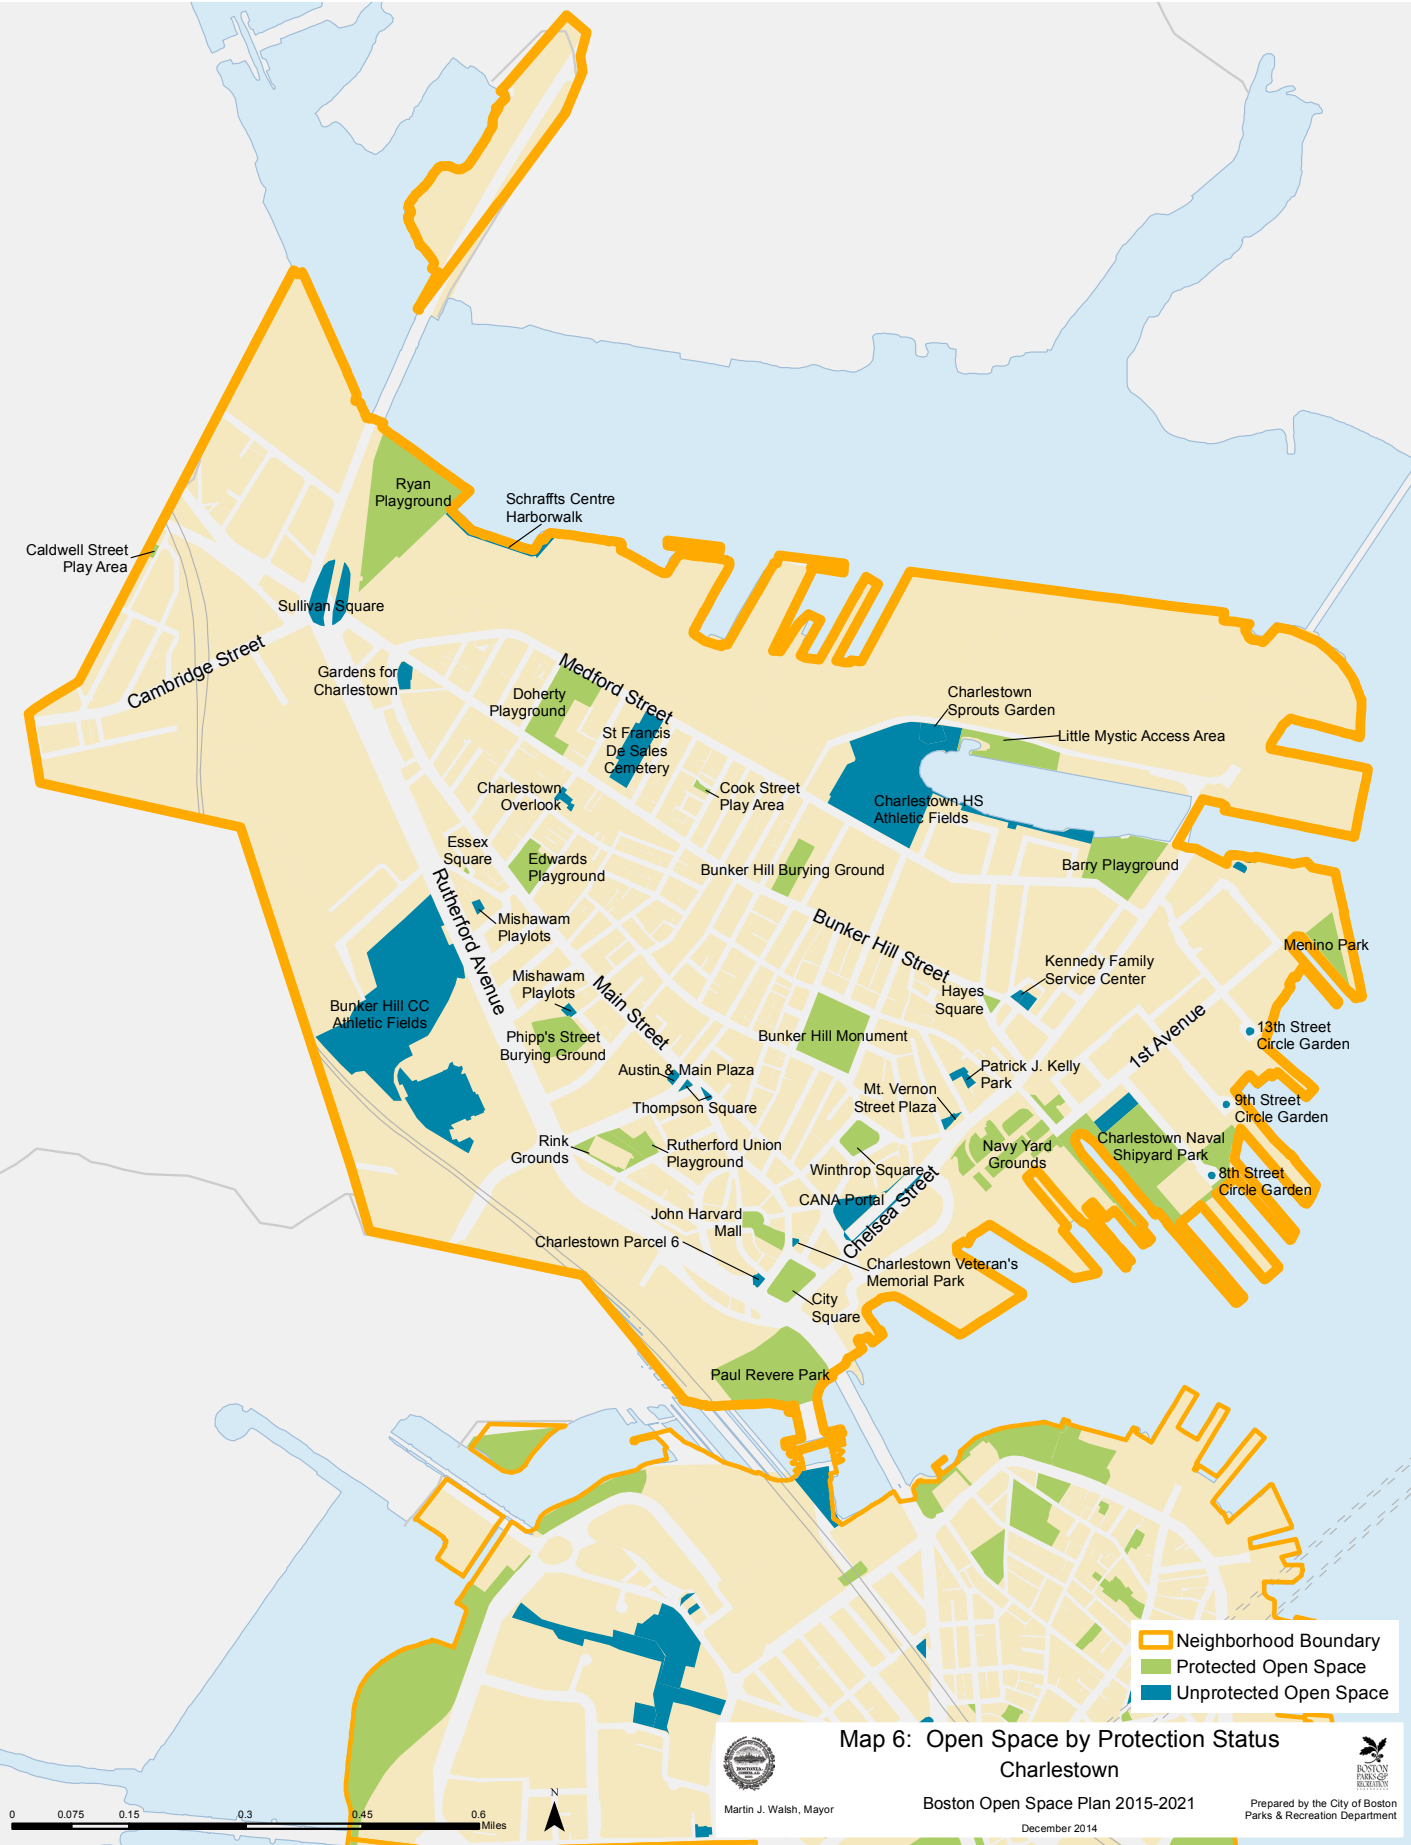 Ryan
Playground
Schraffts Centre
Harborwalk
Caldwell Street
Play Area
Sullivan Square
Cambridge Street
Gardens for
Charlestown
Medford Street
Doherty
Playground
St Francis
De Sales
Cemetery
Charlestown
Sprouts Garden
Little Mystic Access Area
Charlestown
Overlook
Cook Street
Play Area
Charlestown HS
Athletic Fields
Essex
Square
Edwards
Playground
Bunker Hill Burying Ground
Barry Playground
Rutherford Avenue
Mishawam
Playlots
Bunker Hill Street
Menino Park
Kennedy Family
Service Center
Mishawam
Playlots
Main Street
Hayes
Square
Bunker Hill CC
Athletic Fields
Phipp's Street
Burying Ground
Bunker Hill Monument
1st Avenue
13th Street
Circle Garden
Austin & Main Plaza
Patrick J. Kelly
Park
Thompson Square
Mt. Vernon
Street Plaza
9th Street
Circle Garden
Rink
Grounds
Rutherford Union
Playground
Navy Yard
Grounds
Charlestown Naval
Shipyard Park
Winthrop Square
8th Street
Circle Garden
CANA Portal
Chelsea Street
John Harvard
Mall
Charlestown Parcel 6
Charlestown Veteran's
Memorial Park
City
Square
Paul Revere Park
Neighborhood Boundary
Protected Open Space
Unprotected Open Space
Map 6: Open Space by Protection Status
Charlestown
Boston Open Space Plan 2015-2021
December 2014
Martin J. Walsh, Mayor
BOSTON
PARKS &
RECREATION
Prepared by the City of Boston
Parks & Recreation Department
N
0 0.075 0.15 0.3 0.45 0.6
Miles